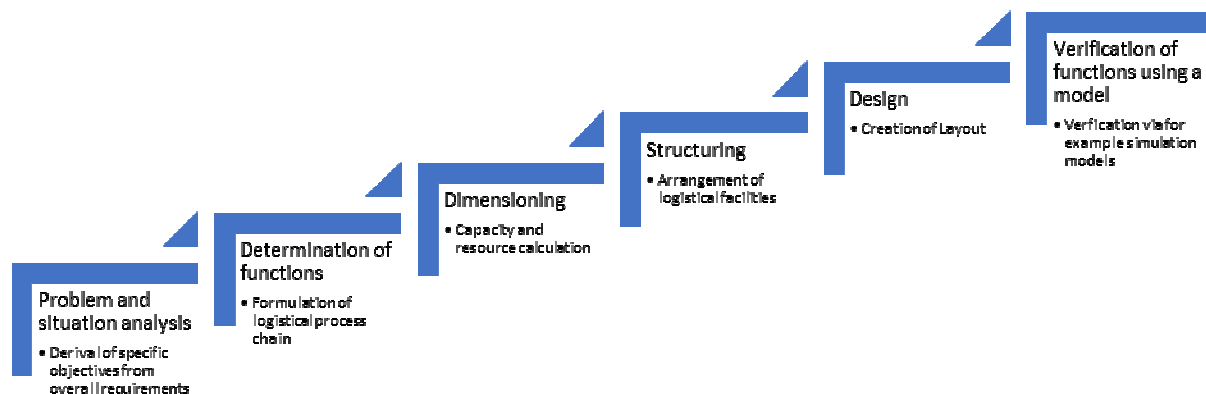 Problem and
situation analysis
• Derival of specific
objectives from
overall requirements
Determination of
functions
• Formulation of
logistical process
chain
Dimensioning
• Capacity and
resource calculation
Structuring
• Arrangement of
logistical facilities
Design
• Creation of Layout
Verification of
functions using a
model
• Verfication via for
example simulation
models